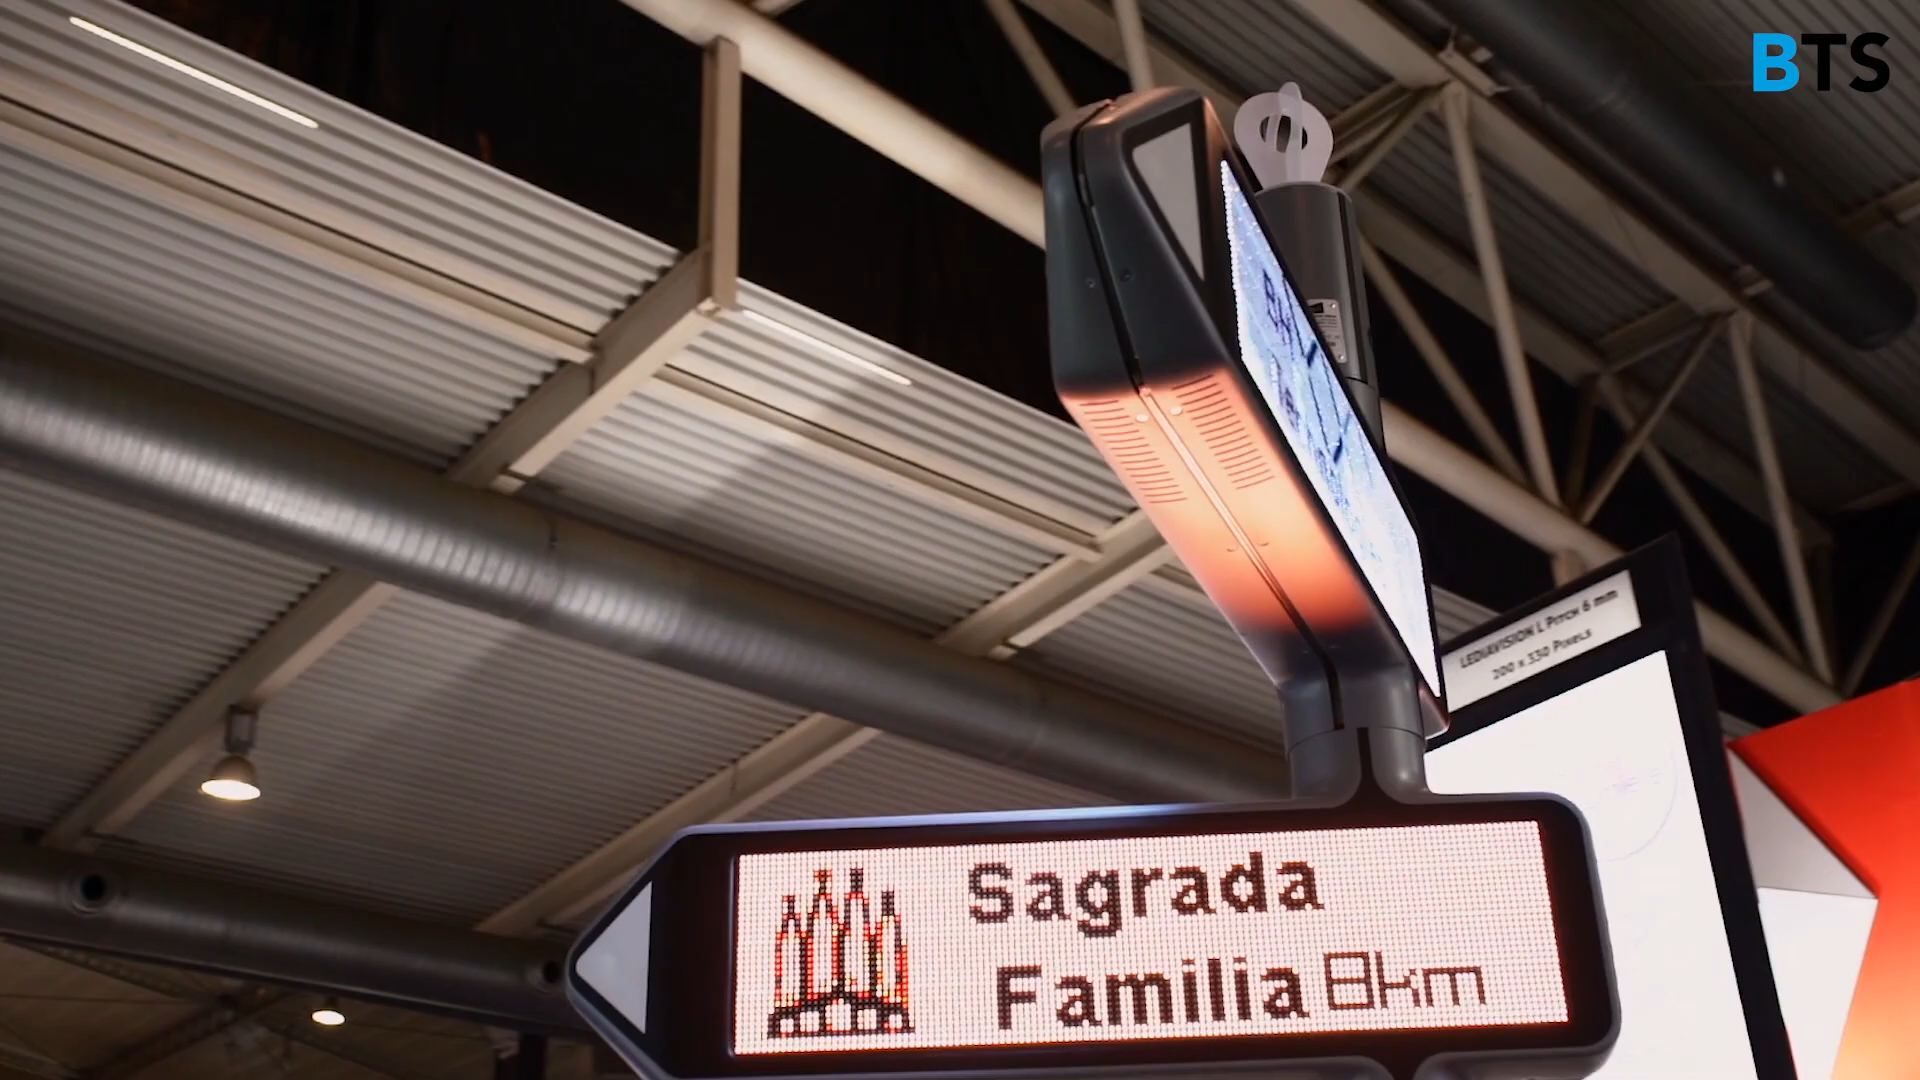 BTS
LEDIAVISION L PITCH 6 mm
200 x 330 PIXELS
Sagrada
Familia 8km